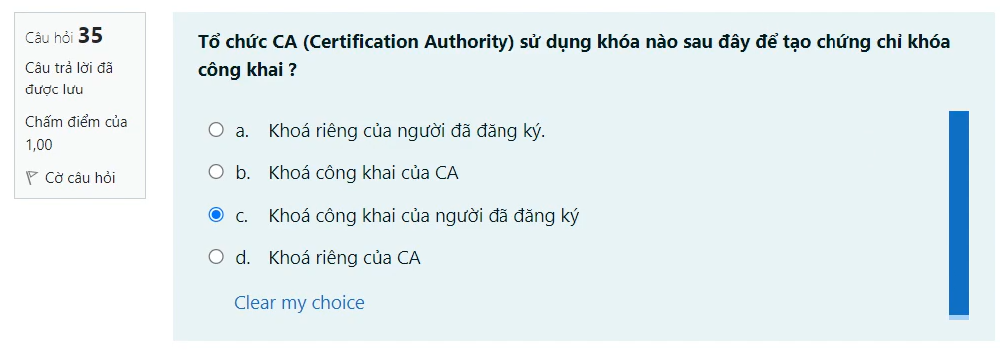 Câu hỏi 35
Câu trả lời đã
được lưu
Chấm điểm của
1,00
Cờ câu hỏi
Tổ chức CA (Certification Authority) sử dụng khóa nào sau đây để tạo chứng chỉ khóa
công khai ?
a. Khoá riêng của người đã đăng ký.
b. Khoá công khai của CA
c. Khoá công khai của người đã đăng ký
d. Khoá riêng của CA
Clear my choice